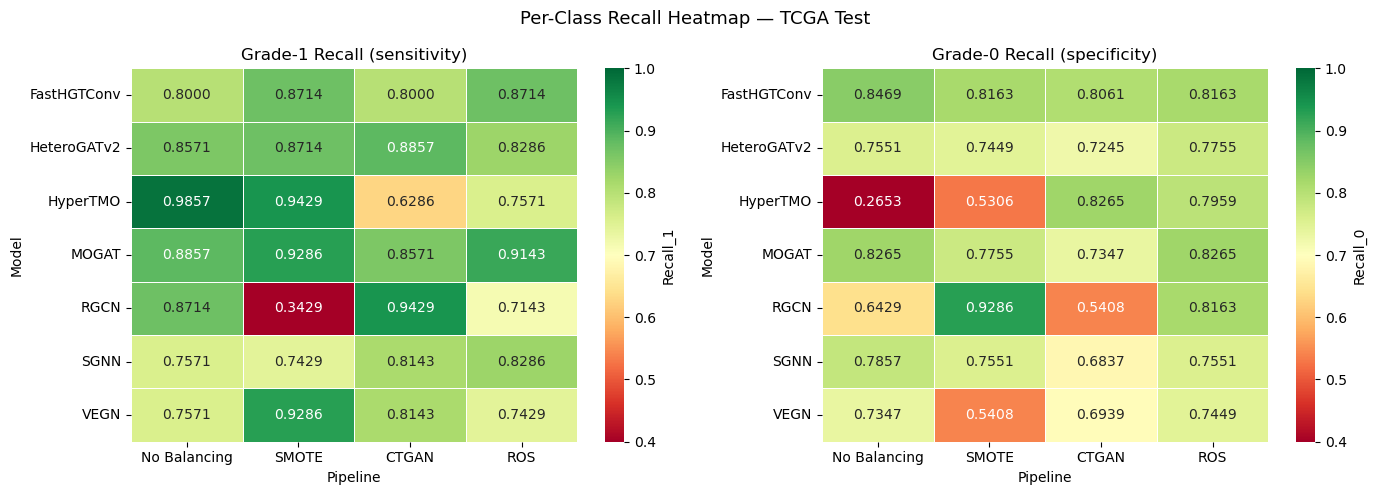 Per-Class Recall Heatmap — TCGA Test
Grade-1 Recall (sensitivity)
Model
FastHGTConv 0.8000 0.8714 0.8000 0.8714
HeteroGATv2 0.8571 0.8714 0.8857 0.8286
HyperTMO 0.9857 0.9429 0.6286 0.7571
MOGAT 0.8857 0.9286 0.8571 0.9143
RGCN 0.8714 0.3429 0.9429 0.7143
SGNN 0.7571 0.7429 0.8143 0.8286
VEGN 0.7571 0.9286 0.8143 0.7429
No Balancing SMOTE CTGAN ROS
Pipeline
1.0
0.9
0.8
0.7
0.6
0.5
0.4
Recall_1
Grade-0 Recall (specificity)
Model
FastHGTConv 0.8469 0.8163 0.8061 0.8163
HeteroGATv2 0.7551 0.7449 0.7245 0.7755
HyperTMO 0.2653 0.5306 0.8265 0.7959
MOGAT 0.8265 0.7755 0.7347 0.8265
RGCN 0.6429 0.9286 0.5408 0.8163
SGNN 0.7857 0.7551 0.6837 0.7551
VEGN 0.7347 0.5408 0.6939 0.7449
No Balancing SMOTE CTGAN ROS
Pipeline
1.0
0.9
0.8
0.7
0.6
0.5
0.4
Recall_0